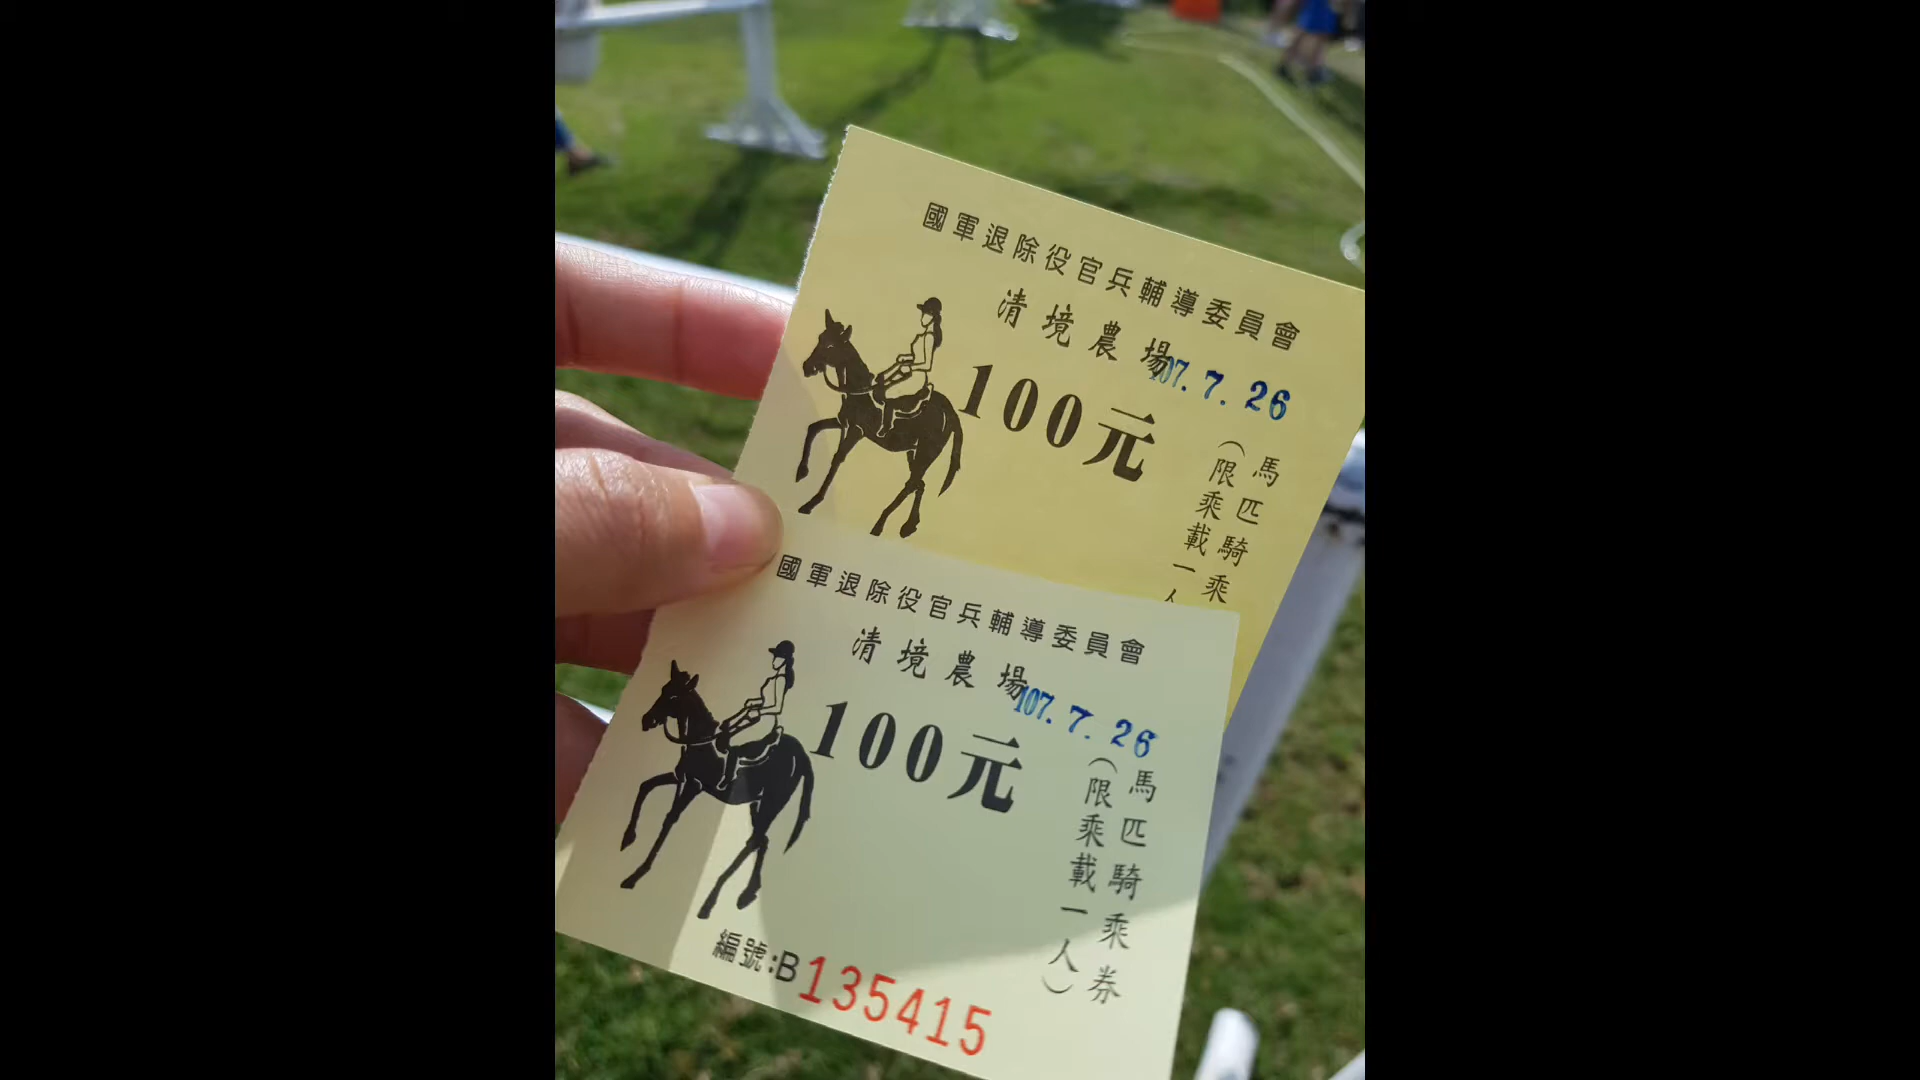 國軍退除役官兵輔導委員會
清境農場
107.7.26
100元
馬匹騎乘
(限乘載一人
國軍退除役官兵輔導委員會
清境農場
107.7.26
100元
馬匹騎乘券
(限乘載一人)
編號:B135415